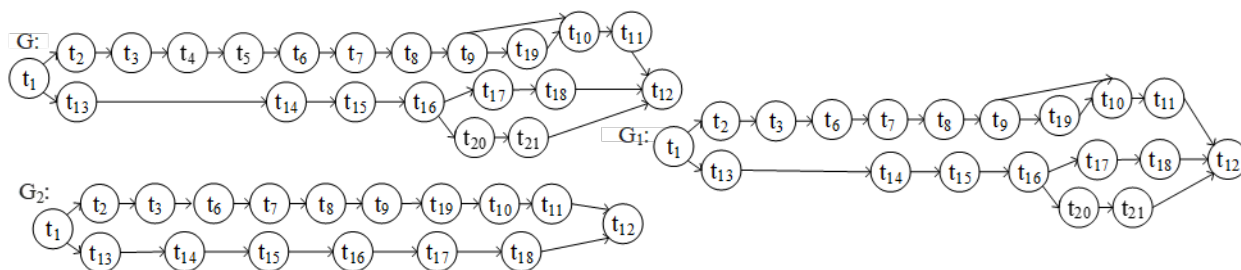 G:
t2 t3 t4 t5 t6 t7 t8 t9 t19 t10 t11
t1
t13 t14 t15 t16 t17 t18 t12
t20 t21
G1:
t2 t3 t6 t7 t8 t9 t19 t10 t11
t1
t13 t14 t15 t16 t17 t18 t12
t20 t21
G2:
t2 t3 t6 t7 t8 t9 t19 t10 t11
t1 t12
t13 t14 t15 t16 t17 t18